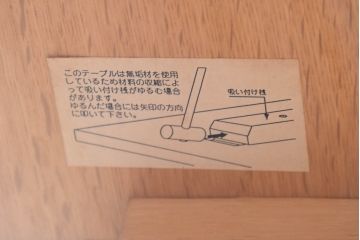 このテーブルは無垢材を使用
しているため材料の収縮によ
って吸い付け桟がゆるむ場合
があります。
ゆるんだ場合には矢印の方向
に叩いて下さい。
吸い付け桟